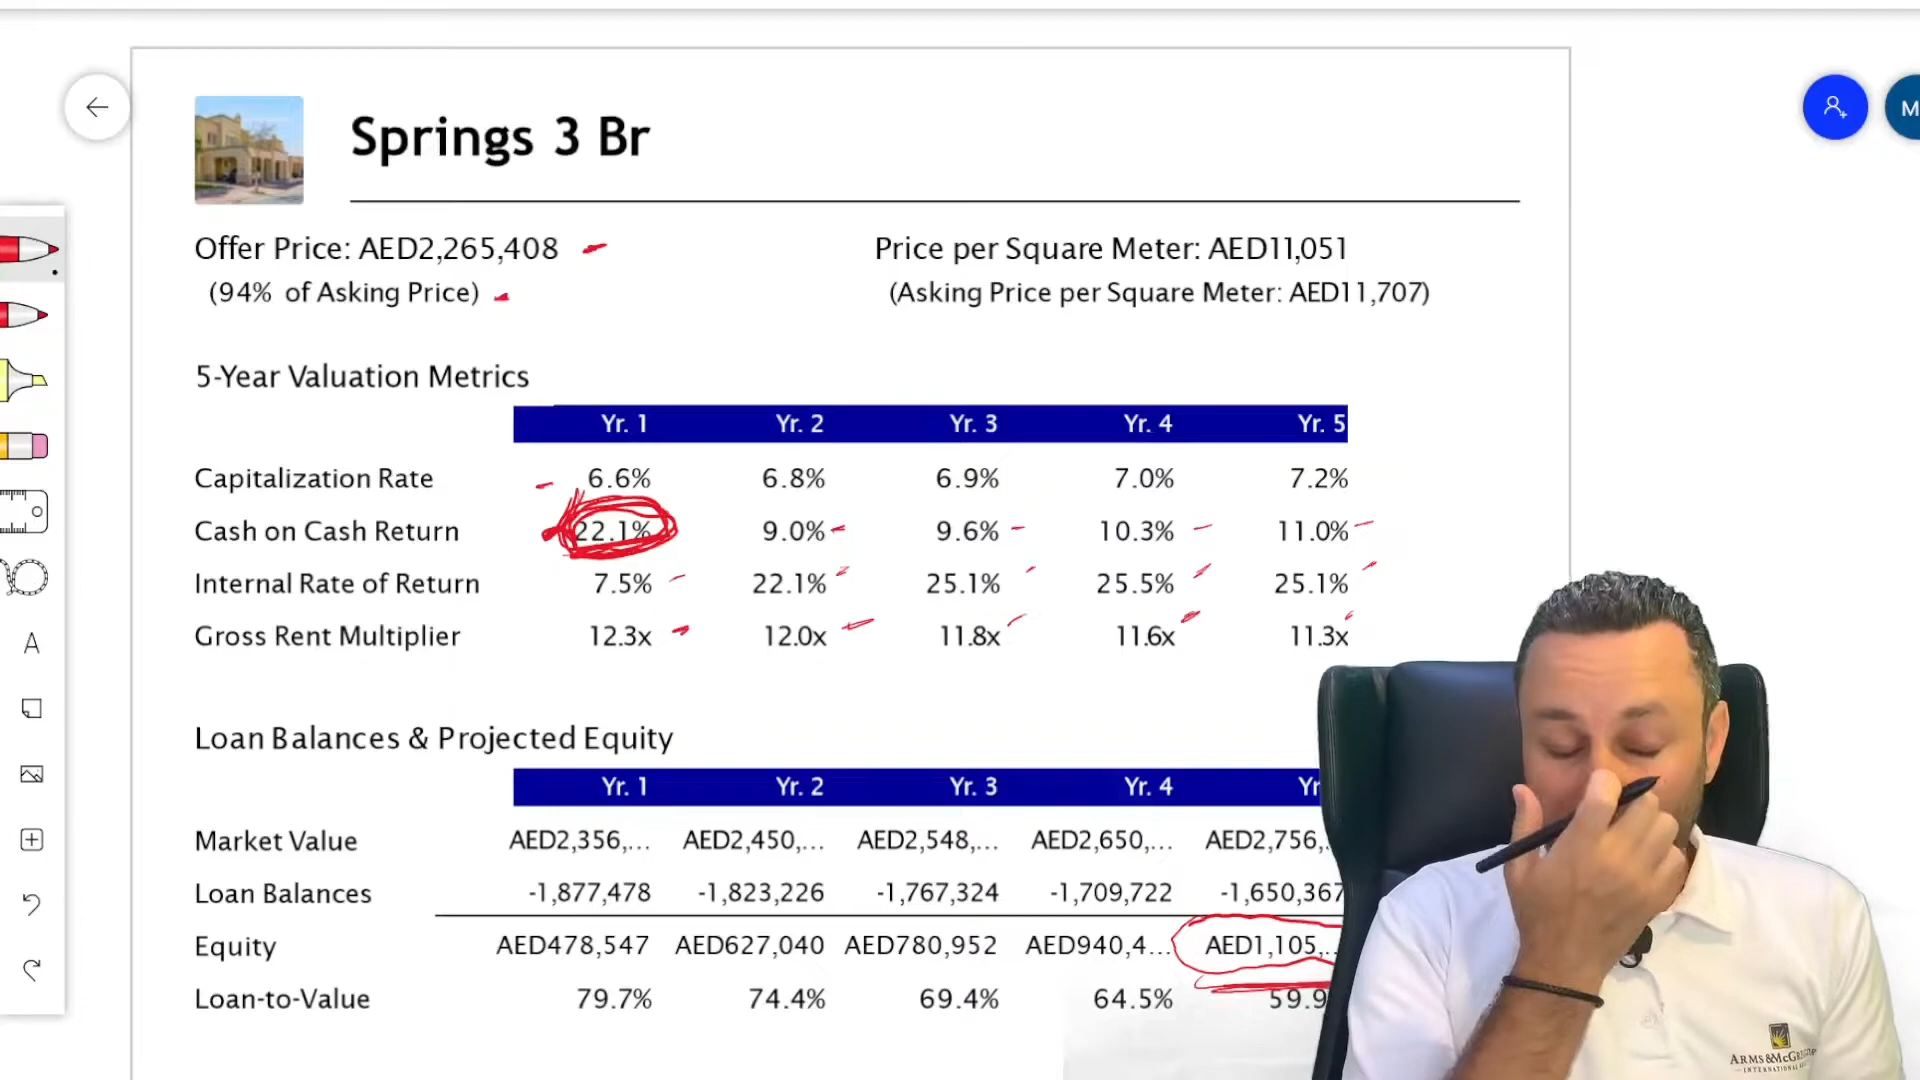 M
Springs 3 Br
Offer Price: AED2,265,408
(94% of Asking Price)
Price per Square Meter: AED11,051
(Asking Price per Square Meter: AED11,707)
5-Year Valuation Metrics
Yr. 1 Yr. 2 Yr. 3 Yr. 4 Yr. 5
Capitalization Rate 6.6% 6.8% 6.9% 7.0% 7.2%
Cash on Cash Return 22.1% 9.0% 9.6% 10.3% 11.0%
Internal Rate of Return 7.5% 22.1% 25.1% 25.5% 25.1%
Gross Rent Multiplier 12.3x 12.0x 11.8x 11.6x 11.3x
Loan Balances & Projected Equity
Yr. 1 Yr. 2 Yr. 3 Yr. 4 Yr
Market Value AED2,356,... AED2,450,... AED2,548,... AED2,650,... AED2,756,.
Loan Balances -1,877,478 -1,823,226 -1,767,324 -1,709,722 -1,650,367
Equity AED478,547 AED627,040 AED780,952 AED940,4... AED1,105,..
Loan-to-Value 79.7% 74.4% 69.4% 64.5% 59.9
A
ARMS & MCG
INTERNATIONAL